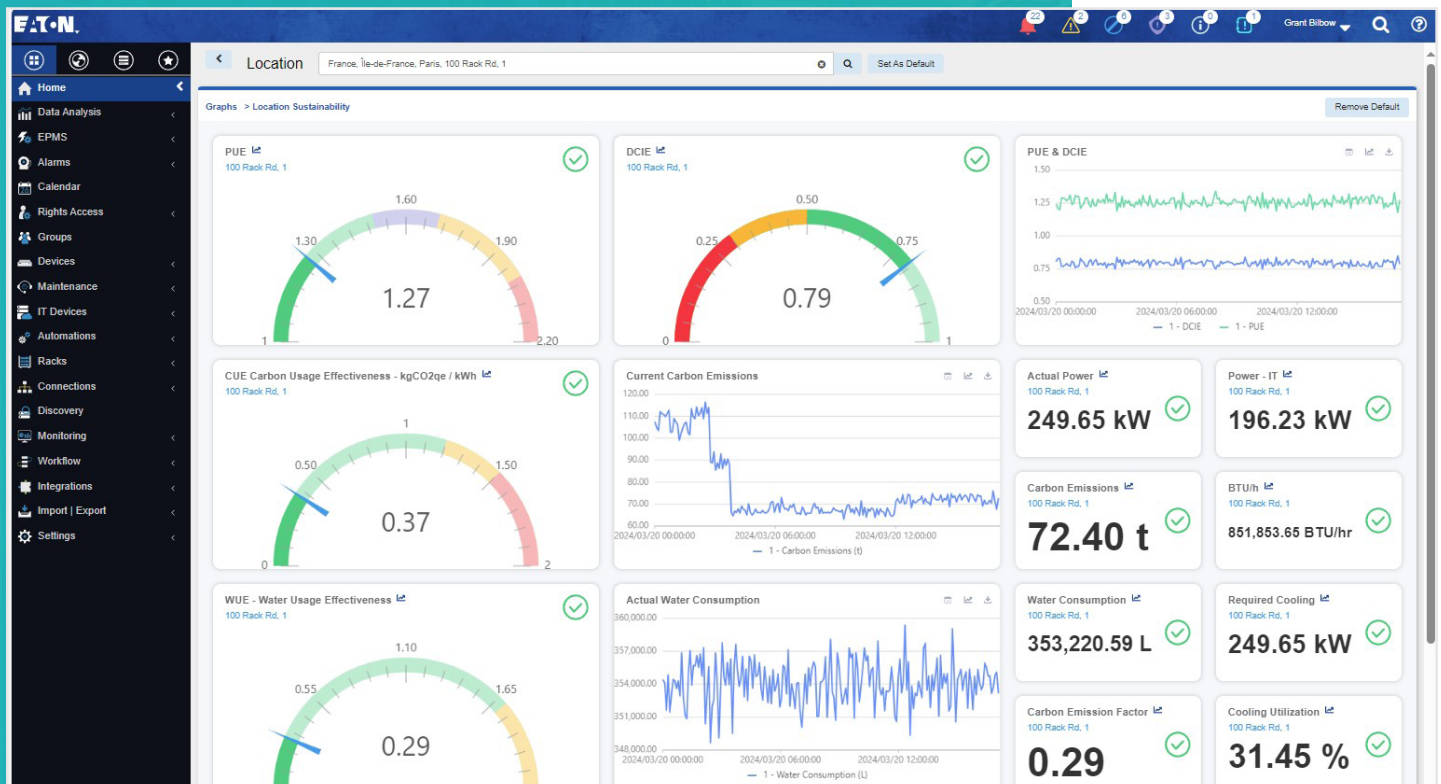 EATON
22
2
6
3
0
1
Grant Bilbow
Home
Data Analysis
EPMS
Alarms
Calendar
Rights Access
Groups
Devices
Maintenance
IT Devices
Automations
Racks
Connections
Discovery
Monitoring
Workflow
Integrations
Import | Export
Settings
Location
France, Île-de-France, Paris, 100 Rack Rd, 1
Set As Default
Graphs > Location Sustainability
Remove Default
PUE
100 Rack Rd, 1
1.60
1.30
1.90
1.27
1
2.20
DCIE
100 Rack Rd, 1
0.50
0.25
0.75
0.79
0
1
PUE & DCIE
1.50
1.25
1.00
0.75
0.50
2024/03/20 00:00:00 2024/03/20 06:00:00 2024/03/20 12:00:00
1 - DCIE 1 - PUE
CUE Carbon Usage Effectiveness - kgCO2qe / kWh
100 Rack Rd, 1
1
0.50
1.50
0.37
0
2
Current Carbon Emissions
120.00
110.00
100.00
90.00
80.00
70.00
60.00
2024/03/20 00:00:00 2024/03/20 06:00:00 2024/03/20 12:00:00
1 - Carbon Emissions (t)
Actual Power
100 Rack Rd, 1
249.65 kW
Power - IT
100 Rack Rd, 1
196.23 kW
Carbon Emissions
100 Rack Rd, 1
72.40 t
BTU/h
100 Rack Rd, 1
851,853.65 BTU/hr
WUE - Water Usage Effectiveness
100 Rack Rd, 1
1.10
0.55
1.65
0.29
Actual Water Consumption
360,000.00
357,000.00
354,000.00
351,000.00
348,000.00
2024/03/20 00:00:00 2024/03/20 06:00:00 2024/03/20 12:00:00
1 - Water Consumption (L)
Water Consumption
100 Rack Rd, 1
353,220.59 L
Required Cooling
100 Rack Rd, 1
249.65 kW
Carbon Emission Factor
100 Rack Rd, 1
0.29
Cooling Utilization
100 Rack Rd, 1
31.45 %